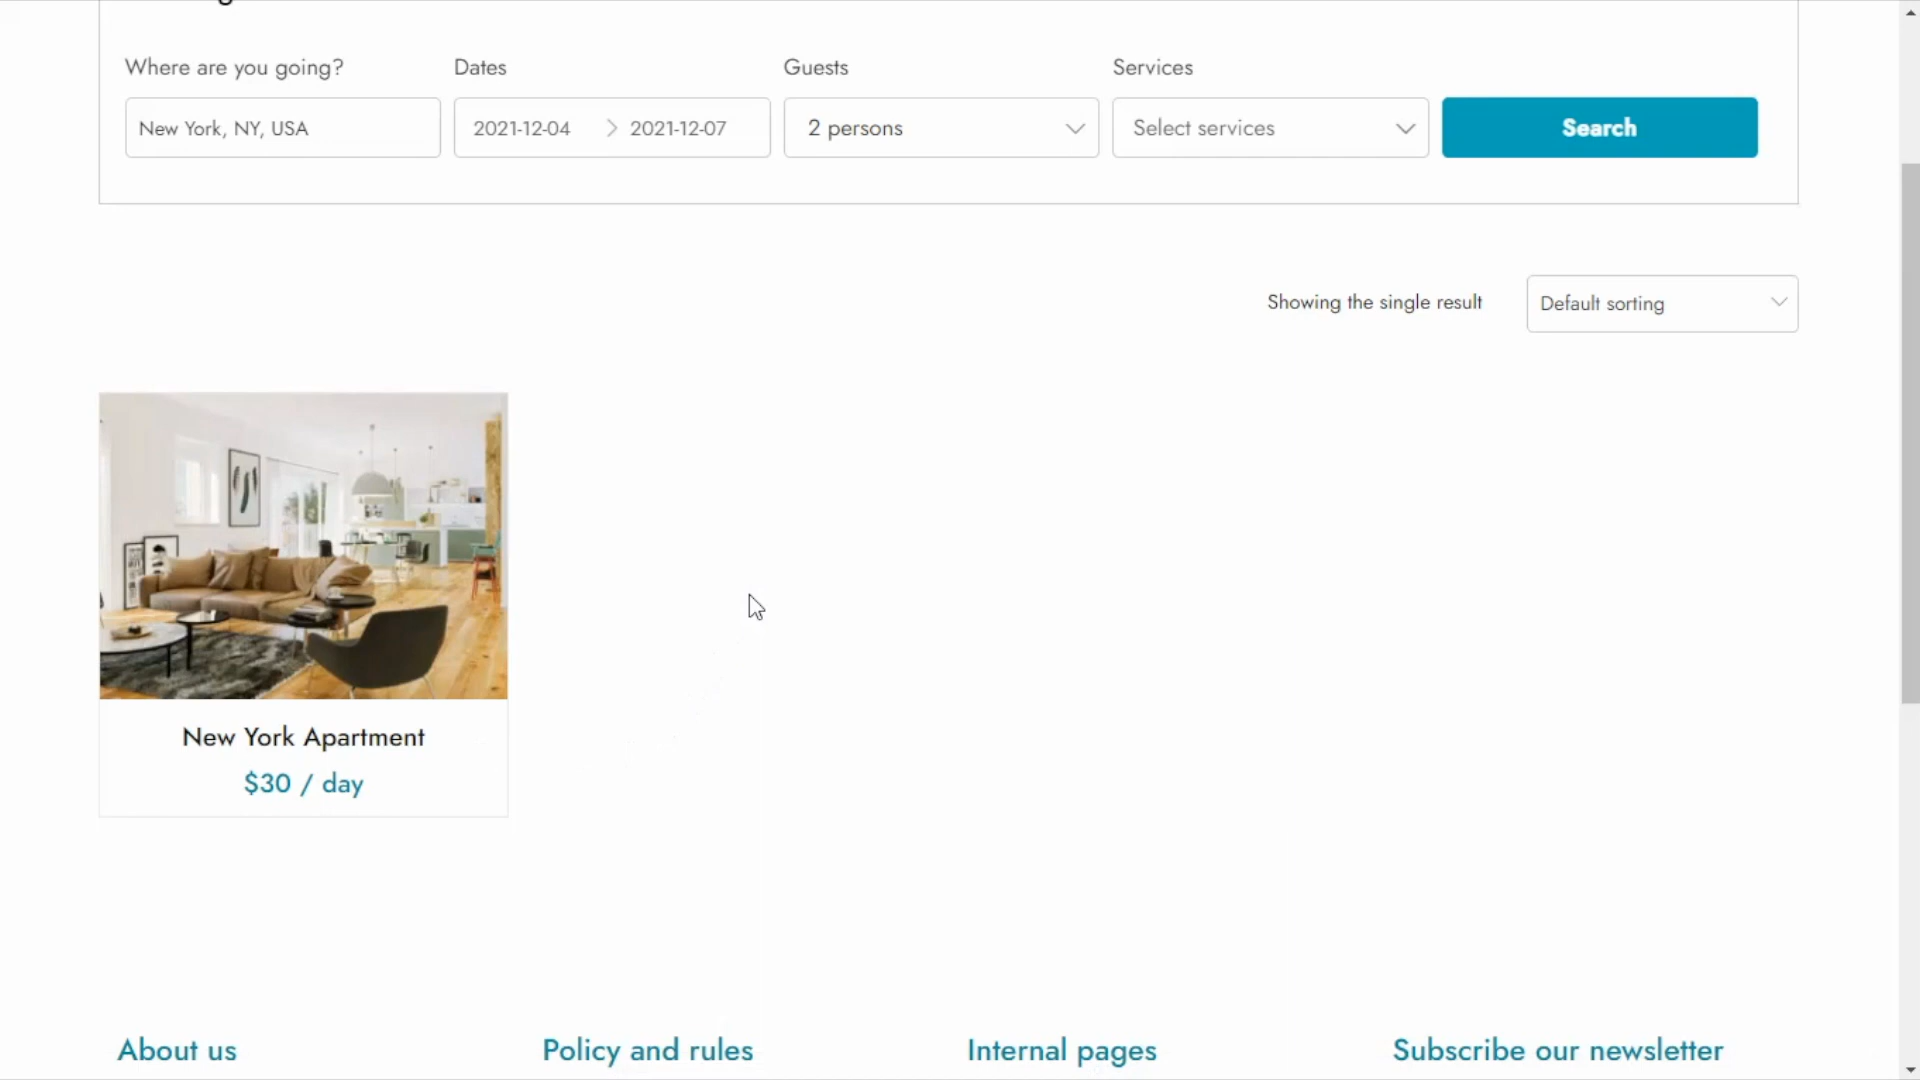 Where are you going?
Dates
Guests
Services
New York, NY, USA
2021-12-04
2021-12-07
2 persons
Select services
Search
Showing the single result
Default sorting
New York Apartment
$30 / day
About us
Policy and rules
Internal pages
Subscribe our newsletter